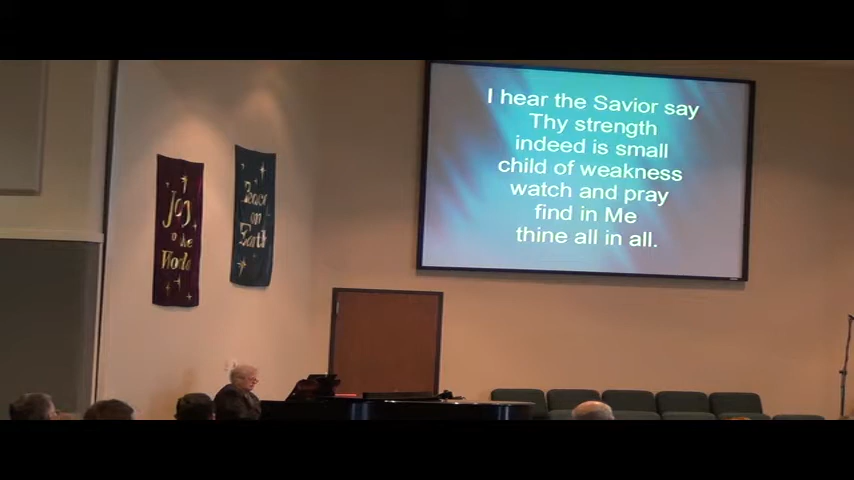 Joy
to the
World
Peace
on
Earth
I hear the Savior say
Thy strength
indeed is small
child of weakness
watch and pray
find in Me
thine all in all.